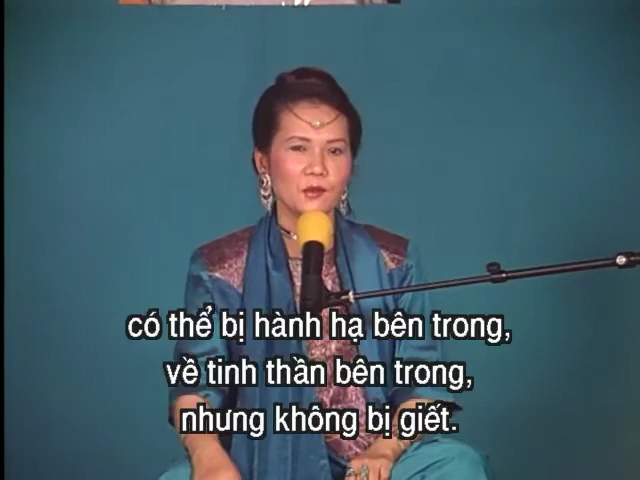 có thể bị hành hạ bên trong,
về tinh thần bên trong,
nhưng không bị giết.